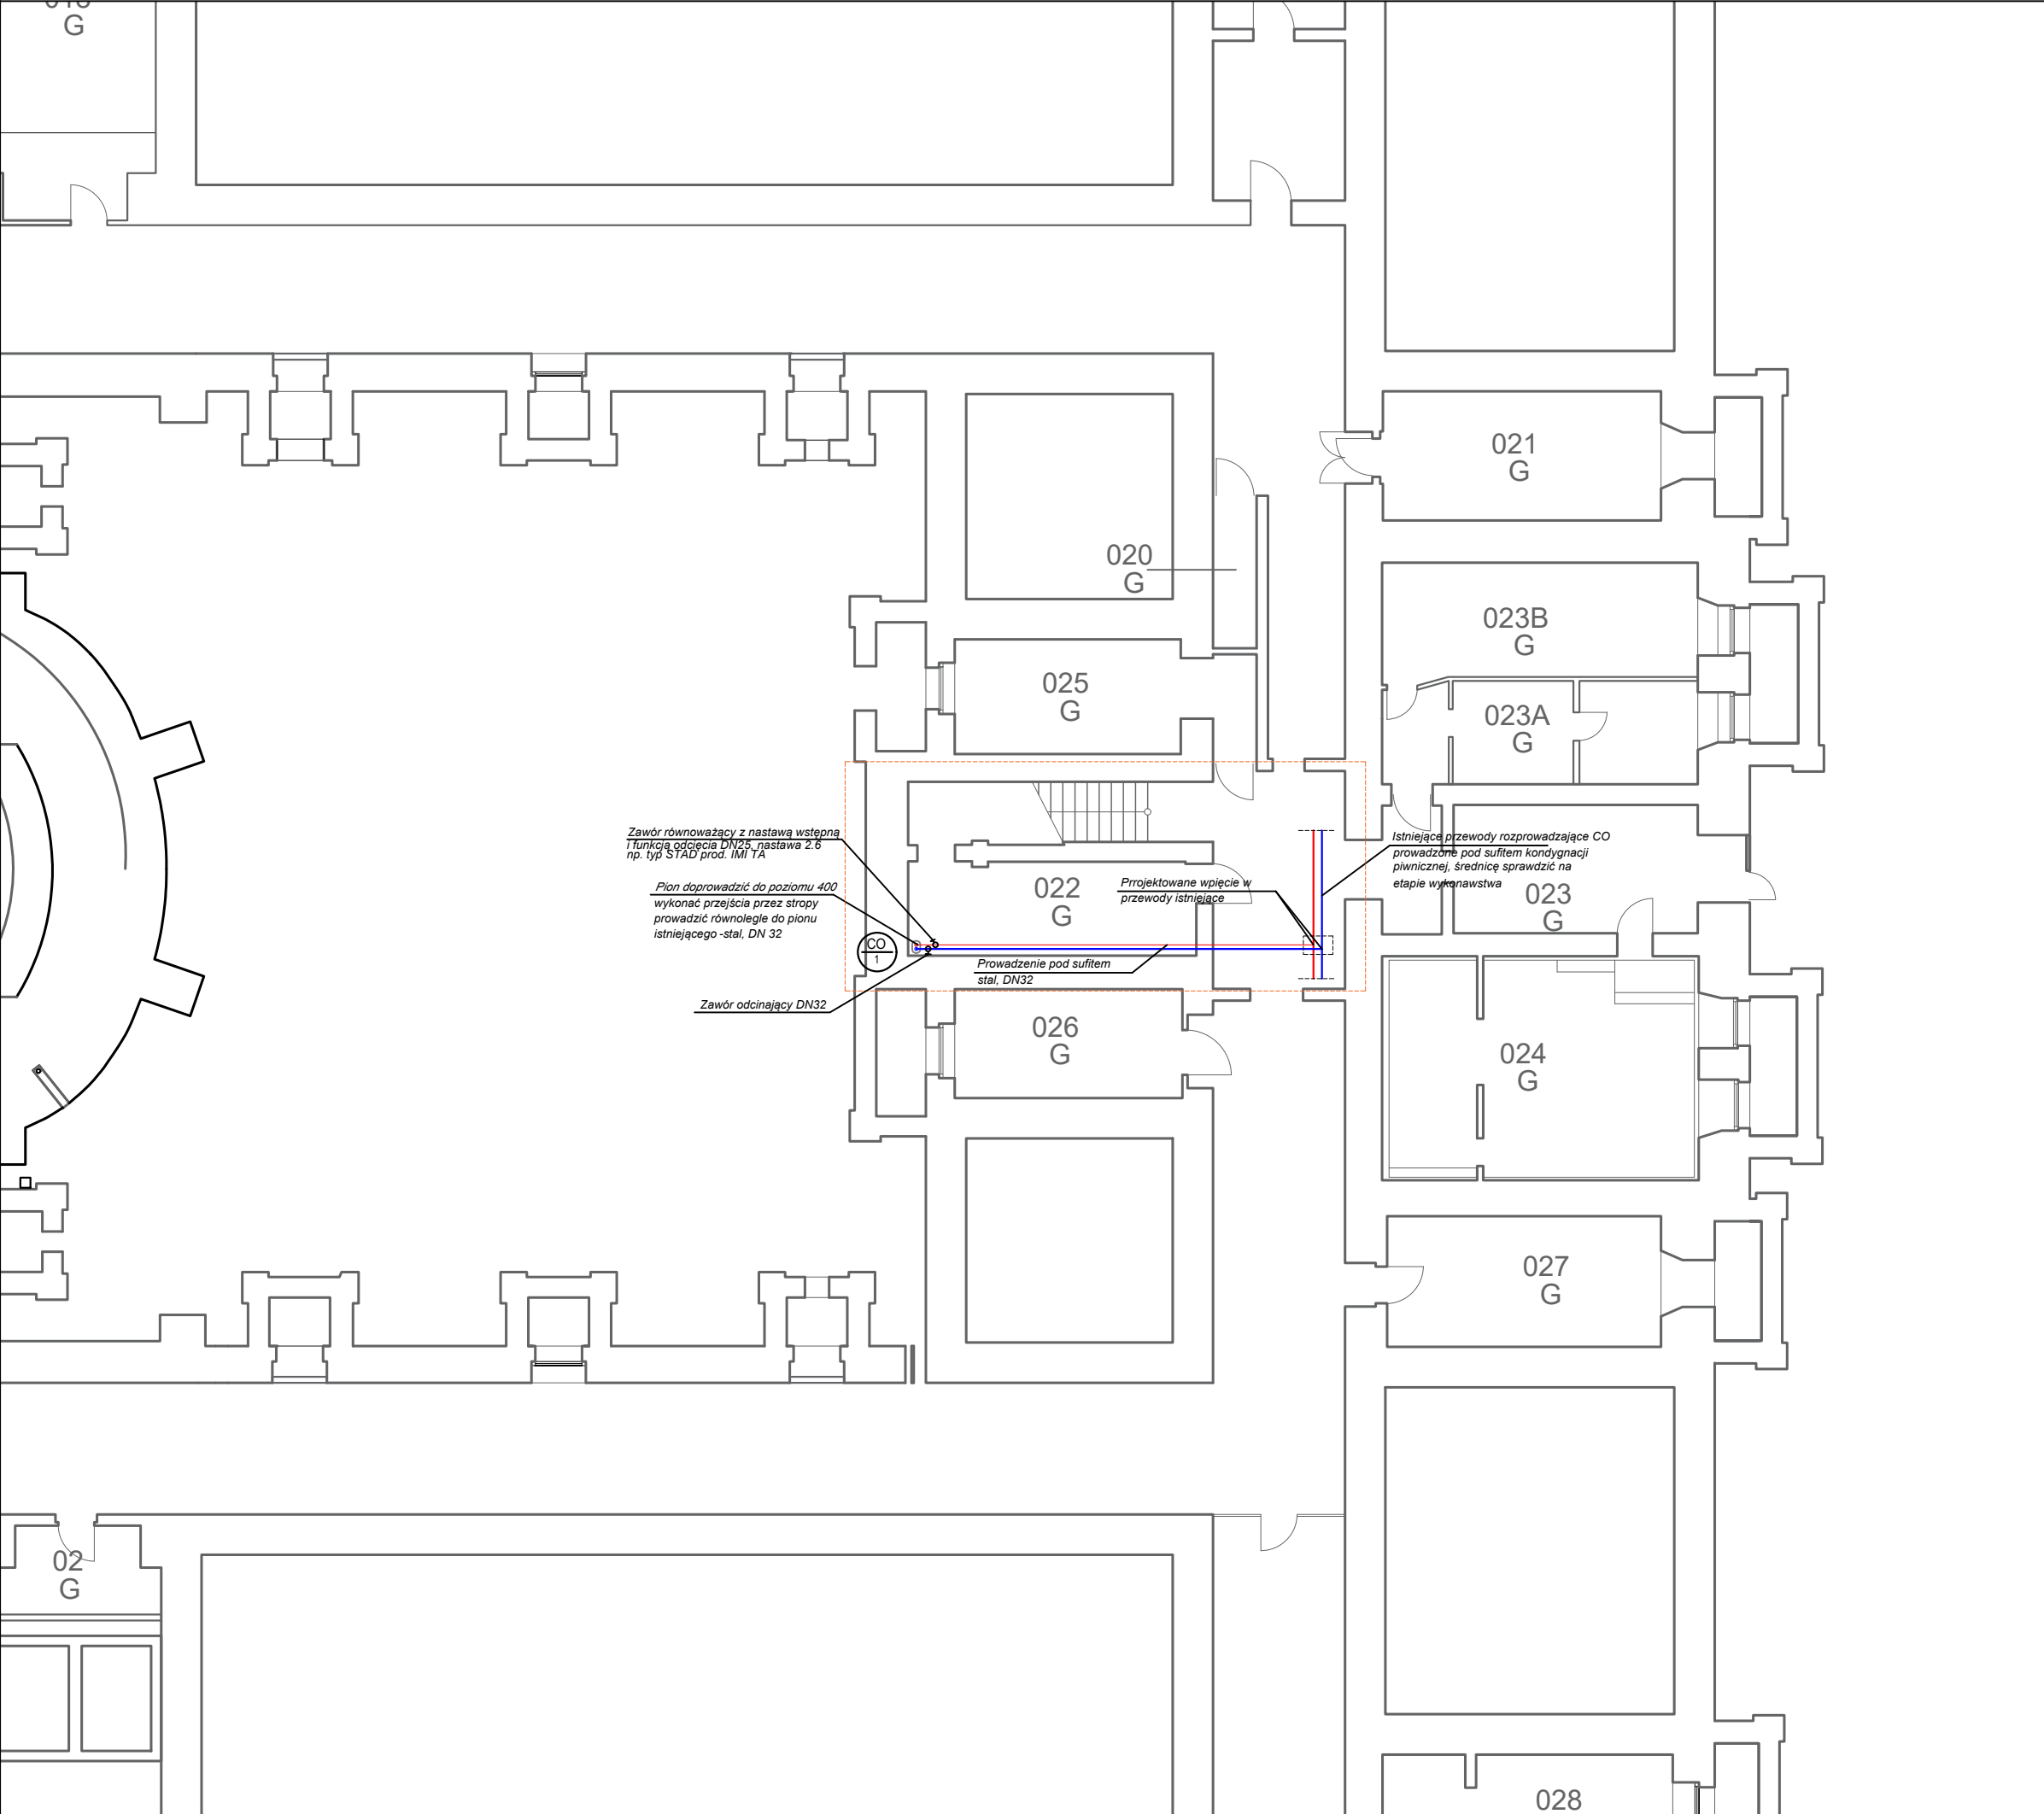 G
021
G
020
G
023B
G
025
G
023A
G
Zawór równoważący z nastawą wstępną
i funkcją odcięcia DN25, nastawa 2.6
np. typ STAD prod. IMI TA
Istniejące przewody rozprowadzające CO
prowadzone pod sufitem kondygnacji
piwnicznej, średnicę sprawdzić na
etapie wykonawstwa
Pion doprowadzić do poziomu 400
wykonać przejścia przez stropy
prowadzić równolegle do pionu
istniejącego -stal, DN 32
022
G
Prrojektowane wpięcie w
przewody istniejące
023
G
CO
1
Prowadzenie pod sufitem
stal, DN32
Zawór odcinający DN32
026
G
024
G
027
G
02
G
028